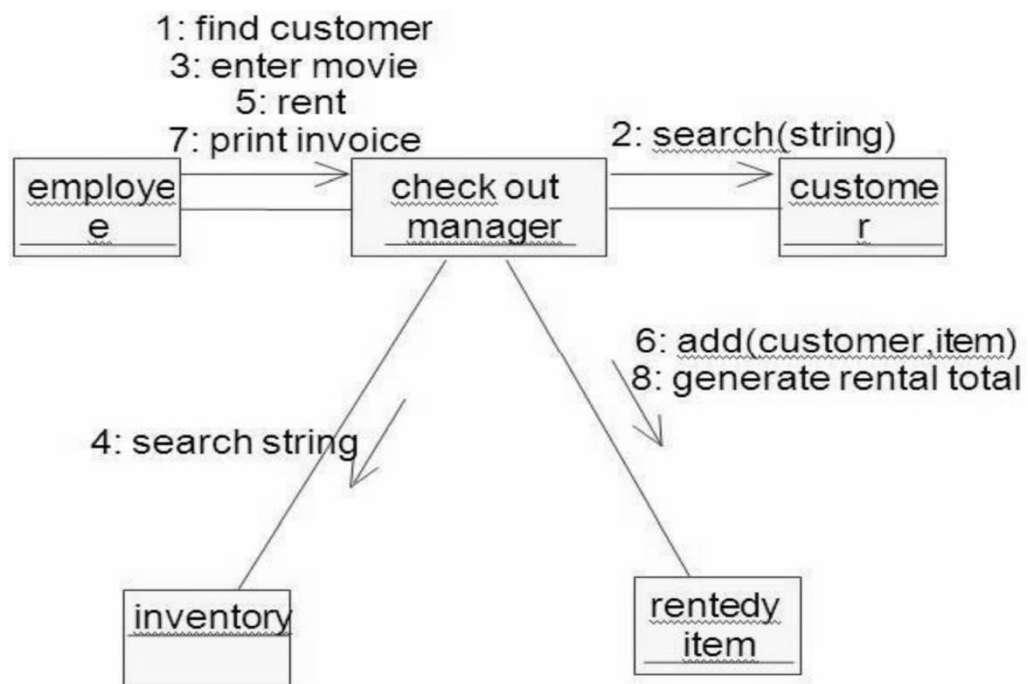 1: find customer
3: enter movie
5: rent
7: print invoice
2: search(string)
employe
e
check out
manager
custome
r
6: add(customer,item)
8: generate rental total
4: search string
inventory
rentedy
item